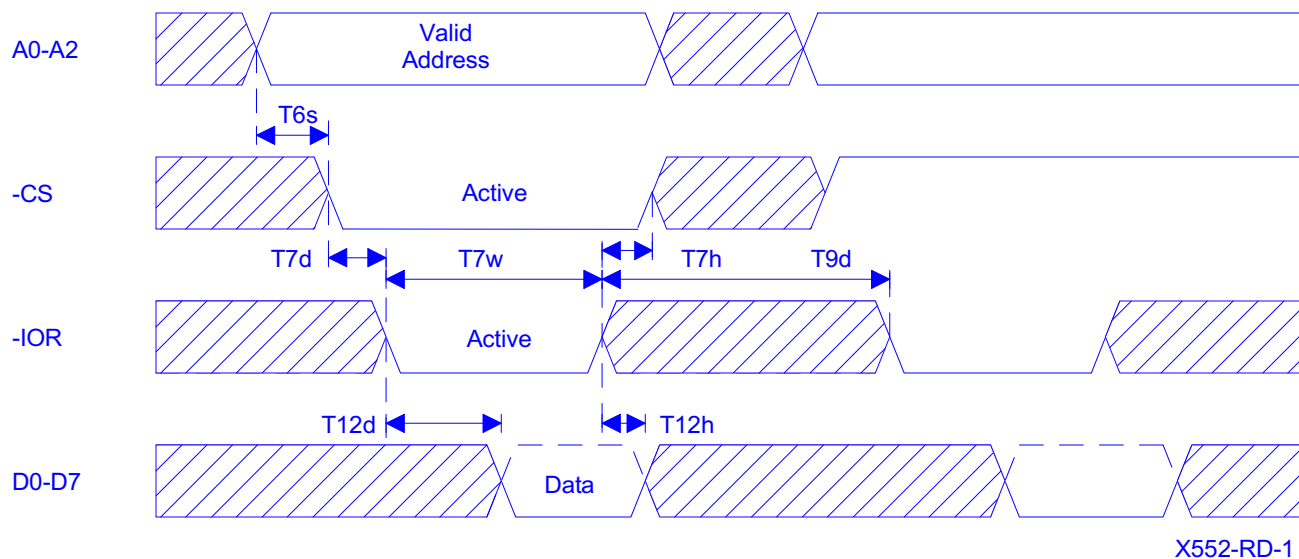 A0-A2
Valid
Address
T6s
-CS
Active
T7d
T7w
T7h
T9d
-IOR
Active
T12d
T12h
D0-D7
Data
X552-RD-1